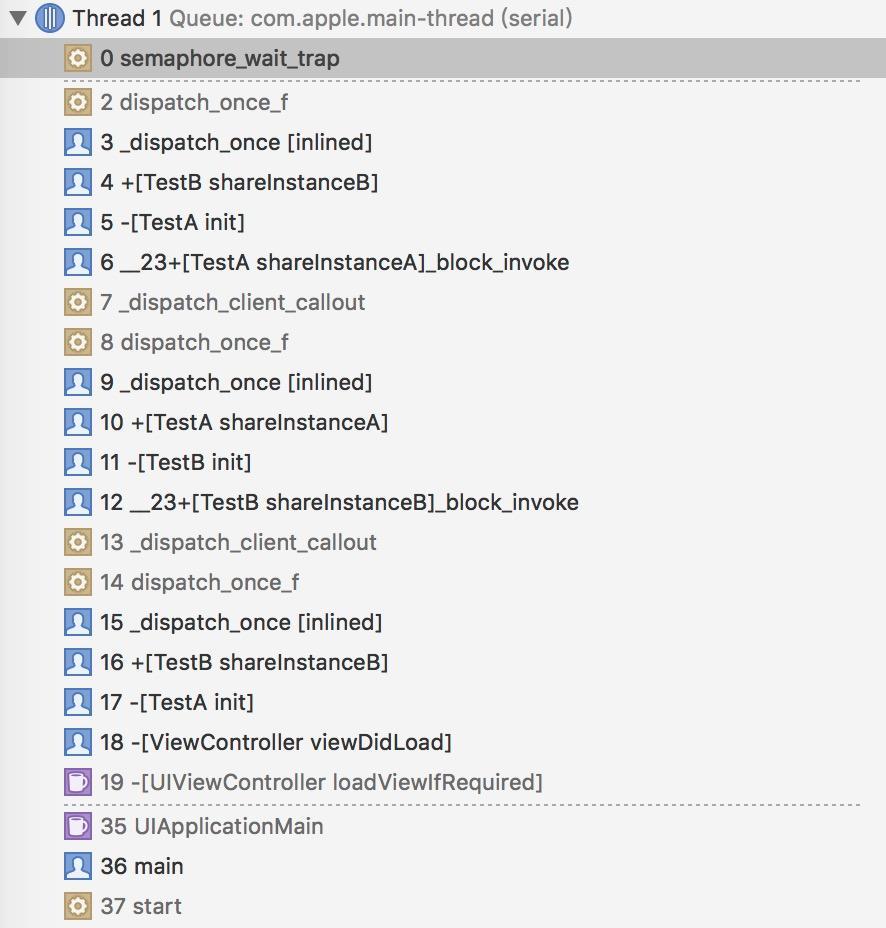 Thread 1 Queue: com.apple.main-thread (serial)
0 semaphore_wait_trap
2 dispatch_once_f
3 _dispatch_once [inlined]
4 +[TestB shareInstanceB]
5 -[TestA init]
6 __23+[TestA shareInstanceA]_block_invoke
7 _dispatch_client_callout
8 dispatch_once_f
9 _dispatch_once [inlined]
10 +[TestA shareInstanceA]
11 -[TestB init]
12 __23+[TestB shareInstanceB]_block_invoke
13 _dispatch_client_callout
14 dispatch_once_f
15 _dispatch_once [inlined]
16 +[TestB shareInstanceB]
17 -[TestA init]
18 -[ViewController viewDidLoad]
19 -[UIViewController loadViewIfRequired]
35 UIApplicationMain
36 main
37 start